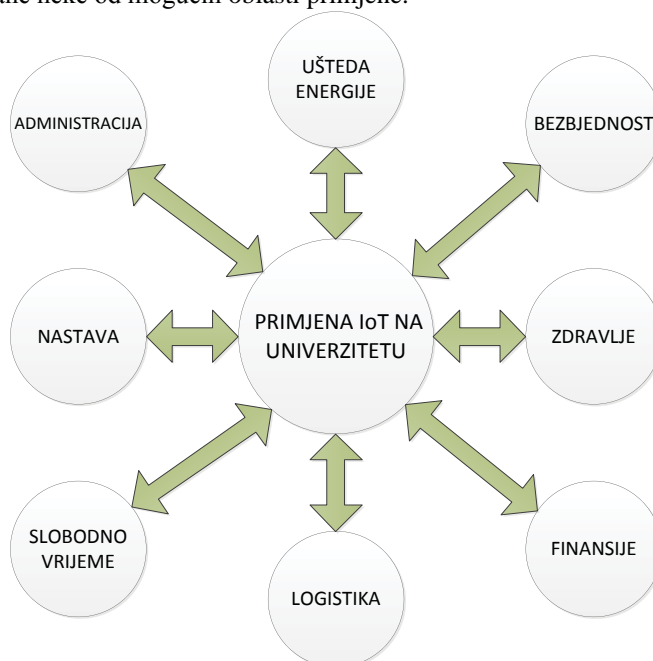 neke od mogućih oblasti primjene.
UŠTEDA
ENERGIJE
ADMINISTRACIJA
BEZBJEDNOST
PRIMJENA IoT NA
UNIVERZITETU
NASTAVA
ZDRAVLJE
SLOBODNO
VRIJEME
LOGISTIKA
FINANSIJE